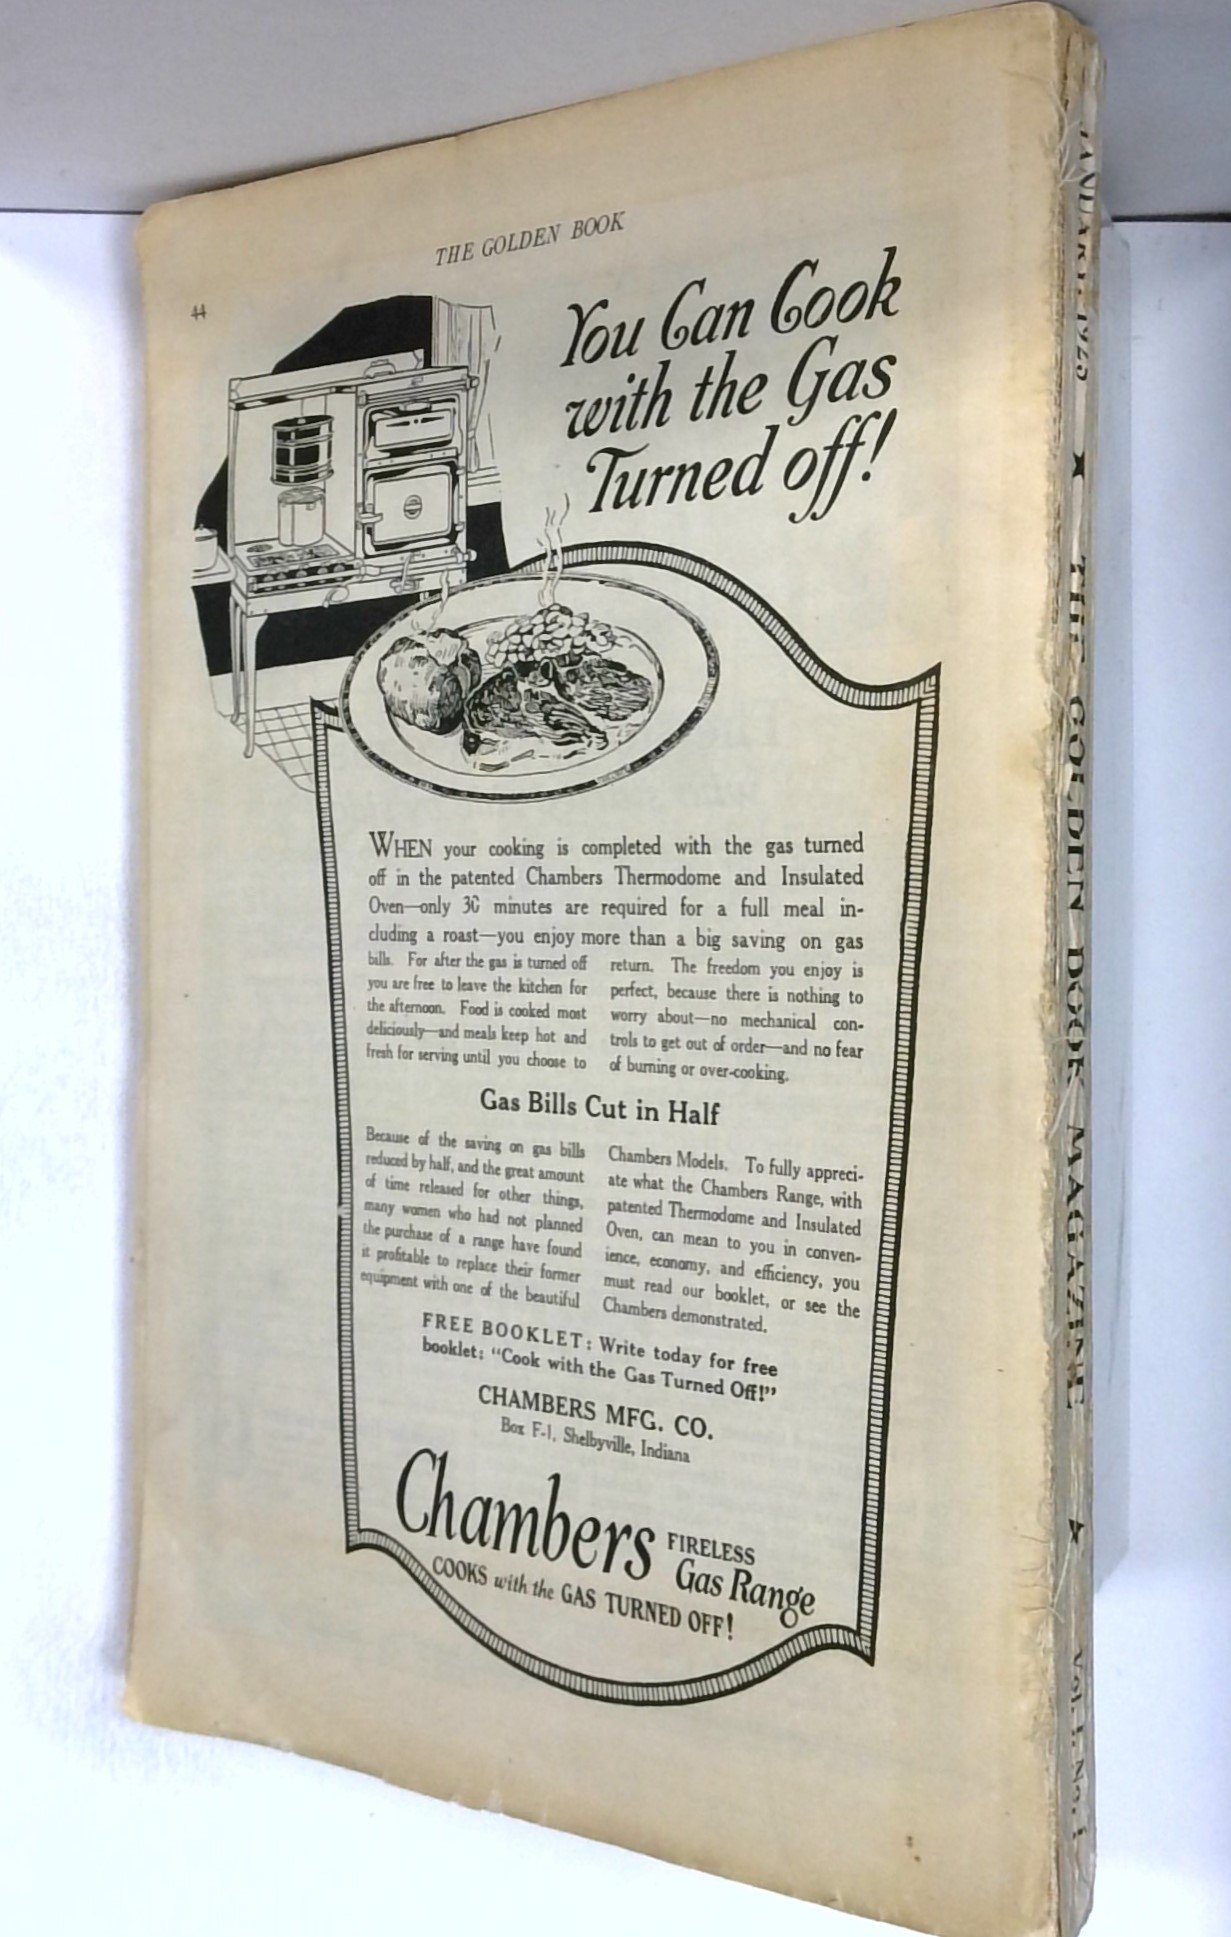 THE GOLDEN BOOK
44
You Can Cook
with the Gas
Turned off!
WHEN your cooking is completed with the gas turned
off in the patented Chambers Thermodome and Insulated
Oven—only 30 minutes are required for a full meal in-
cluding a roast—you enjoy more than a big saving on gas
bills. For after the gas is turned off
you are free to leave the kitchen for
the afternoon. Food is cooked most
deliciously—and meals keep hot and
fresh for serving until you choose to
return. The freedom you enjoy is
perfect, because there is nothing to
worry about—no mechanical con-
trols to get out of order—and no fear
of burning or over-cooking.
Gas Bills Cut in Half
Because of the saving on gas bills
reduced by half, and the great amount
of time released for other things,
many women who had not planned
the purchase of a range have found
it profitable to replace their former
equipment with one of the beautiful
Chambers Models. To fully appreci-
ate what the Chambers Range, with
patented Thermodome and Insulated
Oven, can mean to you in conven-
ience, economy, and efficiency, you
must read our booklet, or see the
Chambers demonstrated.
FREE BOOKLET: Write today for free
booklet: "Cook with the Gas Turned Off!"
CHAMBERS MFG. CO.
Box F-1, Shelbyville, Indiana
Chambers FIRELESS
Gas Range
COOKS with the GAS TURNED OFF!
JANUARY 1925 THE GOLDEN BOOK MAGAZINE Vol. I. No. 1